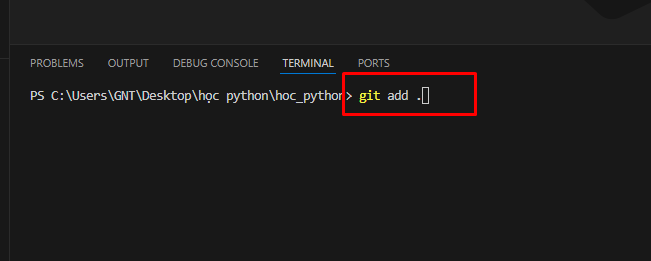 PROBLEMS OUTPUT DEBUG CONSOLE TERMINAL PORTS
PS C:\Users\GNT\Desktop\học python\hoc_python> git add .